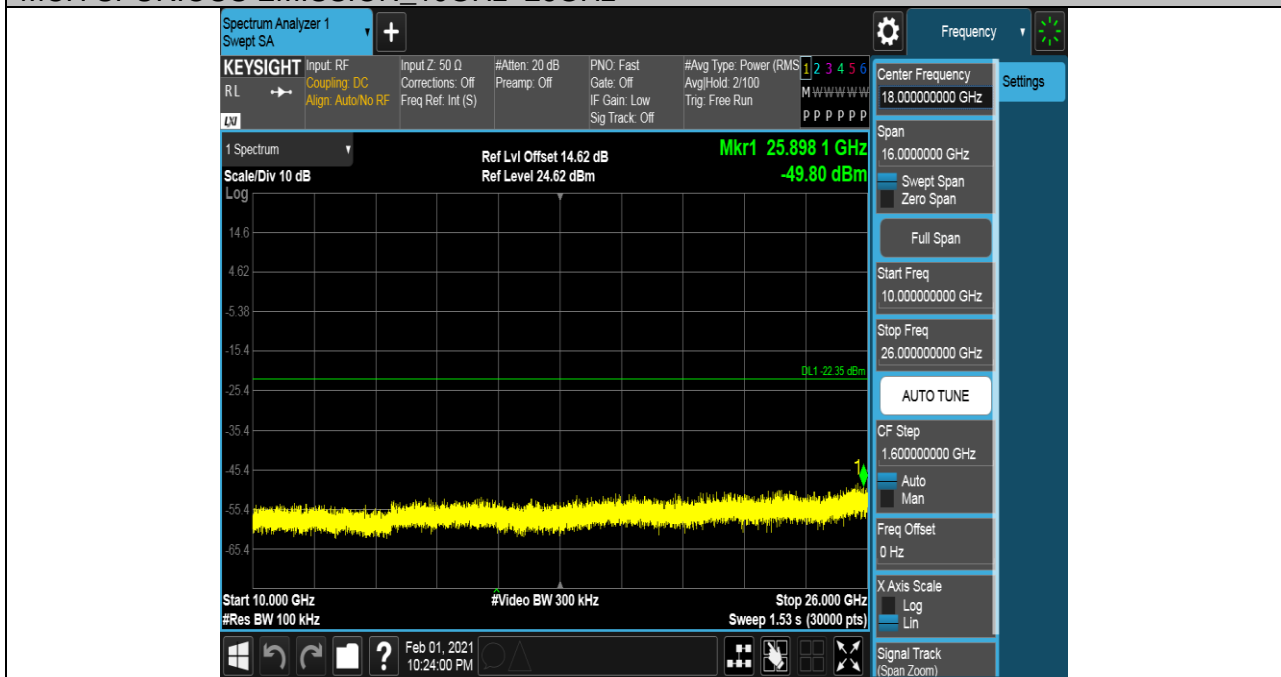 Spectrum Analyzer 1
Swept SA
+
Frequency
KEYSIGHT
RL
LXI
Input: RF
Coupling: DC
Align: Auto/No RF
Input Z: 50 Ω
Corrections: Off
Freq Ref: Int (S)
#Atten: 20 dB
Preamp: Off
PNO: Fast
Gate: Off
IF Gain: Low
Sig Track: Off
#Avg Type: Power (RMS
Avg|Hold: 2/100
Trig: Free Run
1 2 3 4 5 6
M W W W W W
P P P P P P
1 Spectrum
Scale/Div 10 dB
Ref Lvl Offset 14.62 dB
Ref Level 24.62 dBm
Mkr1 25.898 1 GHz
-49.80 dBm
Log
14.6
4.62
-5.38
-15.4
-25.4
-35.4
-45.4
-55.4
-65.4
DL1 -22.35 dBm
1
Start 10.000 GHz
#Res BW 100 kHz
#Video BW 300 kHz
Stop 26.000 GHz
Sweep 1.53 s (30000 pts)
?
Feb 01, 2021
10:24:00 PM
Center Frequency
18.000000000 GHz
Settings
Span
16.0000000 GHz
Swept Span
Zero Span
Full Span
Start Freq
10.000000000 GHz
Stop Freq
26.000000000 GHz
AUTO TUNE
CF Step
1.600000000 GHz
Auto
Man
Freq Offset
0 Hz
X Axis Scale
Log
Lin
Signal Track
(Span Zoom)